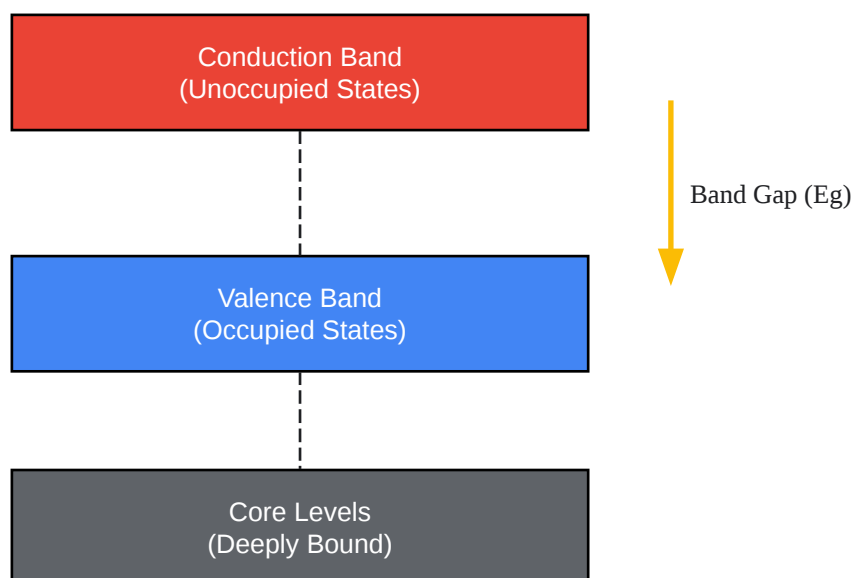 Conduction Band
(Unoccupied States)
Band Gap (Eg)
Valence Band
(Occupied States)
Core Levels
(Deeply Bound)